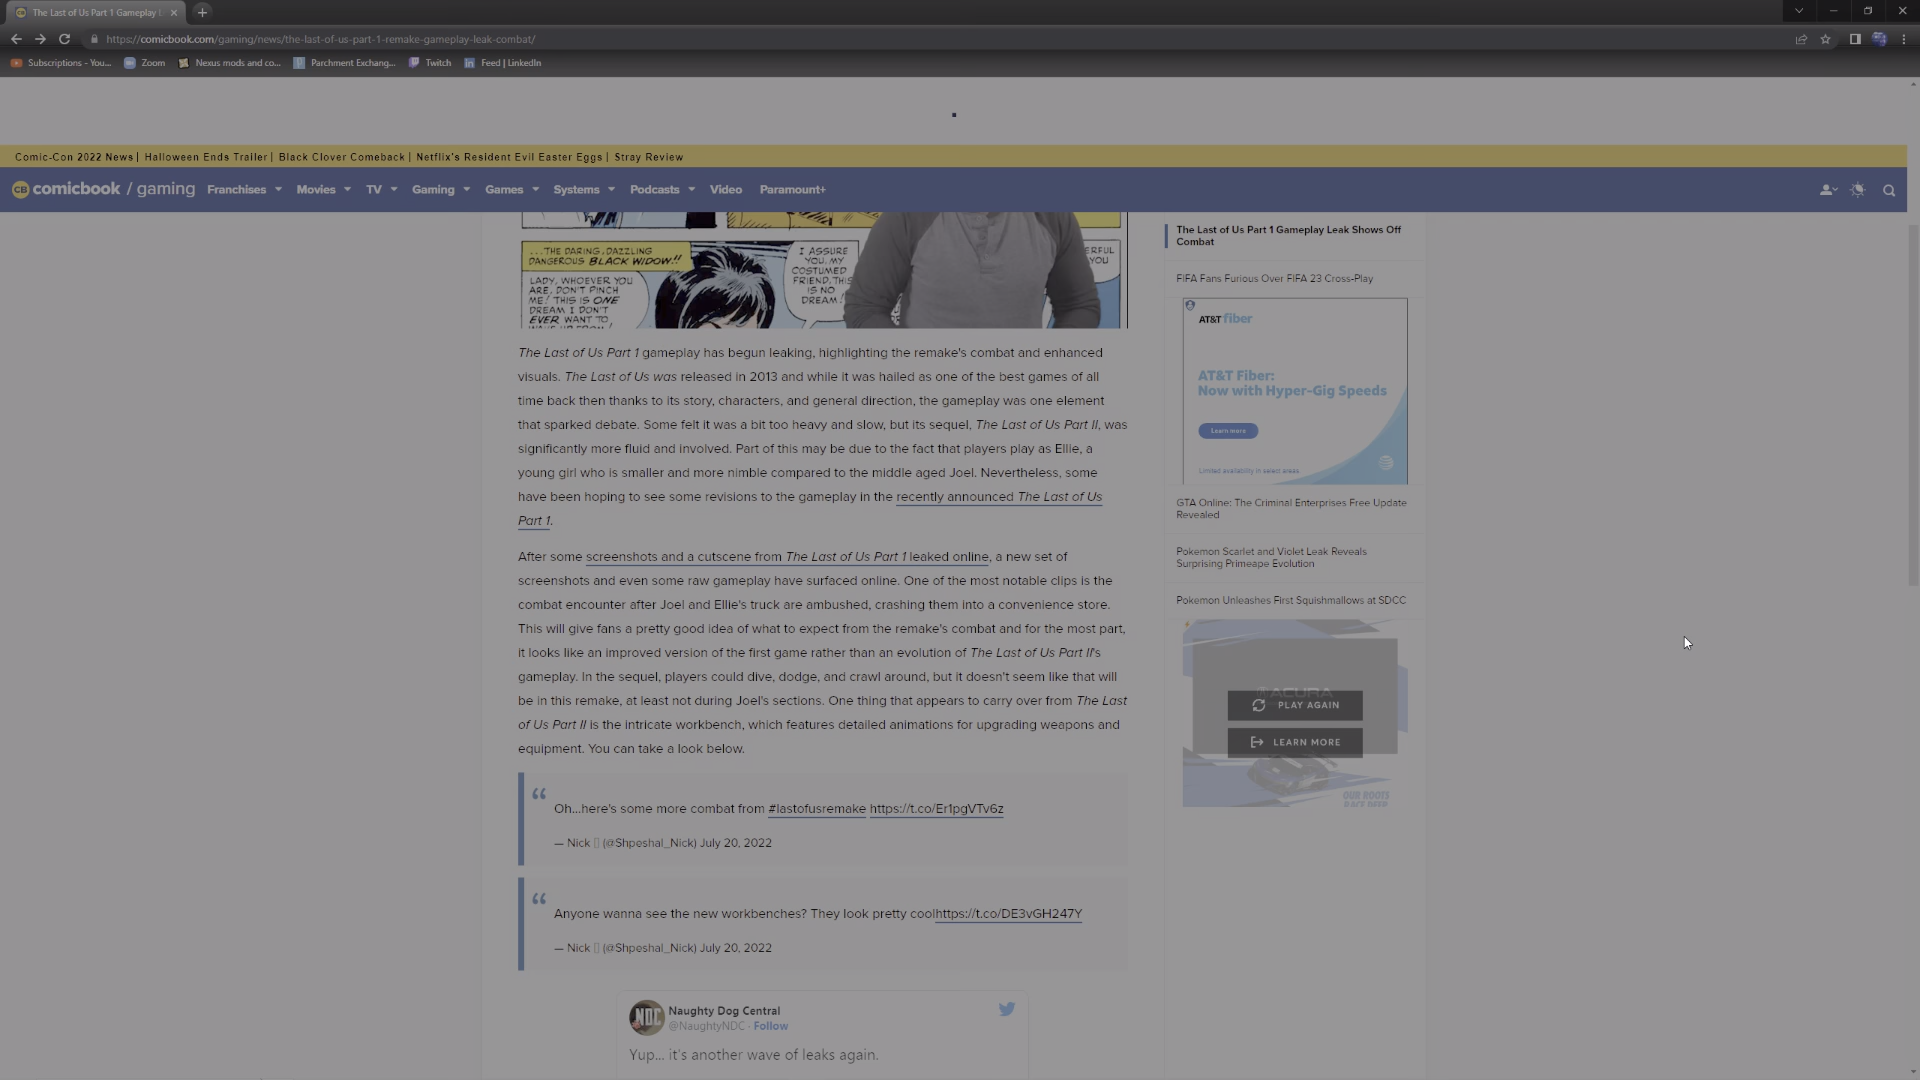 The Last of Us Part 1 Gameplay L
https://comicbook.com/gaming/news/the-last-of-us-part-1-remake-gameplay-leak-combat/
Subscriptions - You... Zoom Nexus mods and co... Parchment Exchang... Twitch Feed | LinkedIn
Comic-Con 2022 News | Halloween Ends Trailer | Black Clover Comeback | Netflix's Resident Evil Easter Eggs | Stray Review
CB comicbook / gaming Franchises Movies TV Gaming Games Systems Podcasts Video Paramount+
...THE DARING, DAZZLING
DANGEROUS BLACK WIDOW!!
LADY, WHOEVER YOU
ARE, DON'T PINCH
ME! THIS IS ONE
DREAM I DON'T
EVER WANT TO
WAKE UP FROM!
I ASSURE
YOU, MY
COSTUMED
FRIEND, THIS
IS NO
DREAM!
ERFUL
YOU
The Last of Us Part 1 gameplay has begun leaking, highlighting the remake's combat and enhanced
visuals. The Last of Us was released in 2013 and while it was hailed as one of the best games of all
time back then thanks to its story, characters, and general direction, the gameplay was one element
that sparked debate. Some felt it was a bit too heavy and slow, but its sequel, The Last of Us Part II, was
significantly more fluid and involved. Part of this may be due to the fact that players play as Ellie, a
young girl who is smaller and more nimble compared to the middle aged Joel. Nevertheless, some
have been hoping to see some revisions to the gameplay in the recently announced The Last of Us
Part 1.
After some screenshots and a cutscene from The Last of Us Part 1 leaked online, a new set of
screenshots and even some raw gameplay have surfaced online. One of the most notable clips is the
combat encounter after Joel and Ellie's truck are ambushed, crashing them into a convenience store.
This will give fans a pretty good idea of what to expect from the remake's combat and for the most part,
it looks like an improved version of the first game rather than an evolution of The Last of Us Part II's
gameplay. In the sequel, players could dive, dodge, and crawl around, but it doesn't seem like that will
be in this remake, at least not during Joel's sections. One thing that appears to carry over from The Last
of Us Part II is the intricate workbench, which features detailed animations for upgrading weapons and
equipment. You can take a look below.
“ Oh...here's some more combat from #lastofusremake https://t.co/Er1pgVTv6z
— Nick (@Shpeshal_Nick) July 20, 2022
“ Anyone wanna see the new workbenches? They look pretty coolhttps://t.co/DE3vGH247Y
— Nick (@Shpeshal_Nick) July 20, 2022
NDC
Naughty Dog Central
@NaughtyNDC · Follow
Yup... it's another wave of leaks again.
The Last of Us Part 1 Gameplay Leak Shows Off
Combat
FIFA Fans Furious Over FIFA 23 Cross-Play
AT&T fiber
AT&T Fiber:
Now with Hyper-Gig Speeds
Learn more
Limited availability in select areas.
GTA Online: The Criminal Enterprises Free Update
Revealed
Pokemon Scarlet and Violet Leak Reveals
Surprising Primeape Evolution
Pokemon Unleashes First Squishmallows at SDCC
ACURA
PLAY AGAIN
LEARN MORE
OUR ROOTS
RACE DEEP